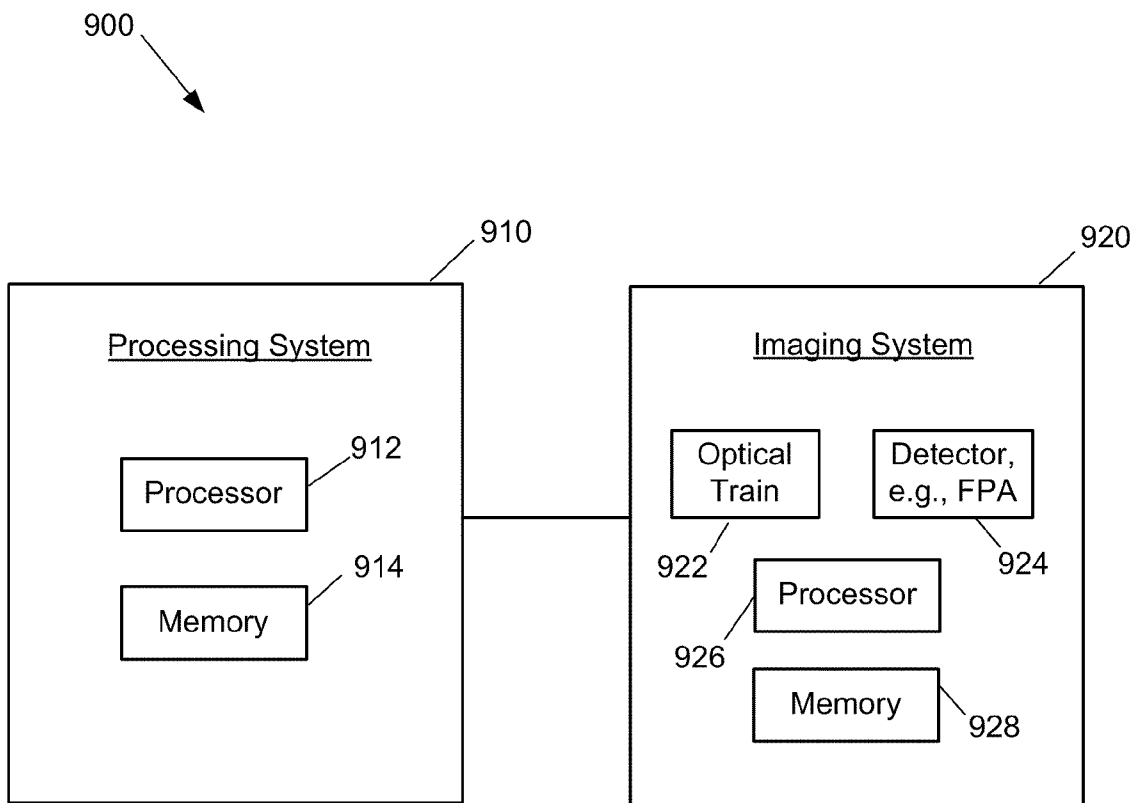 900
910
920
Processing System
Imaging System
912
Processor
914
Memory
Optical
Train
Detector,
e.g., FPA
922
924
Processor
926
Memory
928